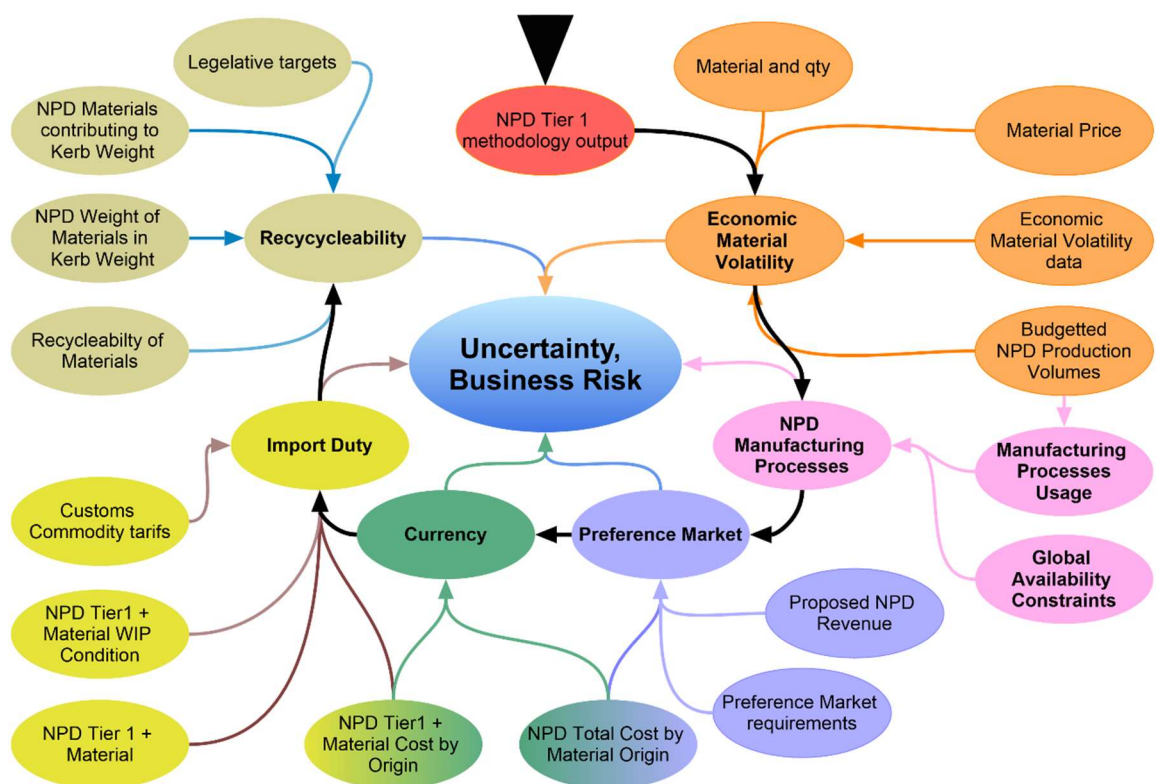 Legelative targets
NPD Materials
contributing to
Kerb Weight
NPD Weight of
Materials in
Kerb Weight
Recycycleability
Recycleabilty of
Materials
NPD Tier 1
methodology output
Material and qty
Material Price
Economic
Material
Volatility
Economic
Material Volatility
data
Budgetted
NPD Production
Volumes
Uncertainty,
Business Risk
Import Duty
NPD
Manufacturing
Processes
Manufacturing
Processes
Usage
Customs
Commodity tarifs
Currency
Preference Market
Global
Availability
Constraints
NPD Tier1 +
Material WIP
Condition
Proposed NPD
Revenue
NPD Tier 1 +
Material
NPD Tier1 +
Material Cost by
Origin
NPD Total Cost by
Material Origin
Preference Market
requirements